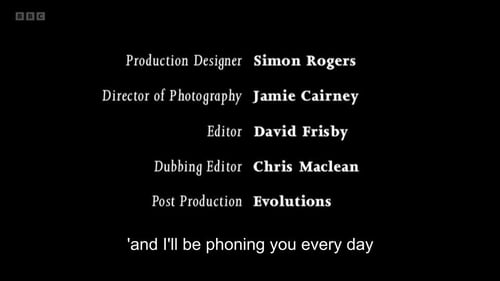 BBC
Production Designer Simon Rogers
Director of Photography Jamie Cairney
Editor David Frisby
Dubbing Editor Chris Maclean
Post Production Evolutions
'and I'll be phoning you every day